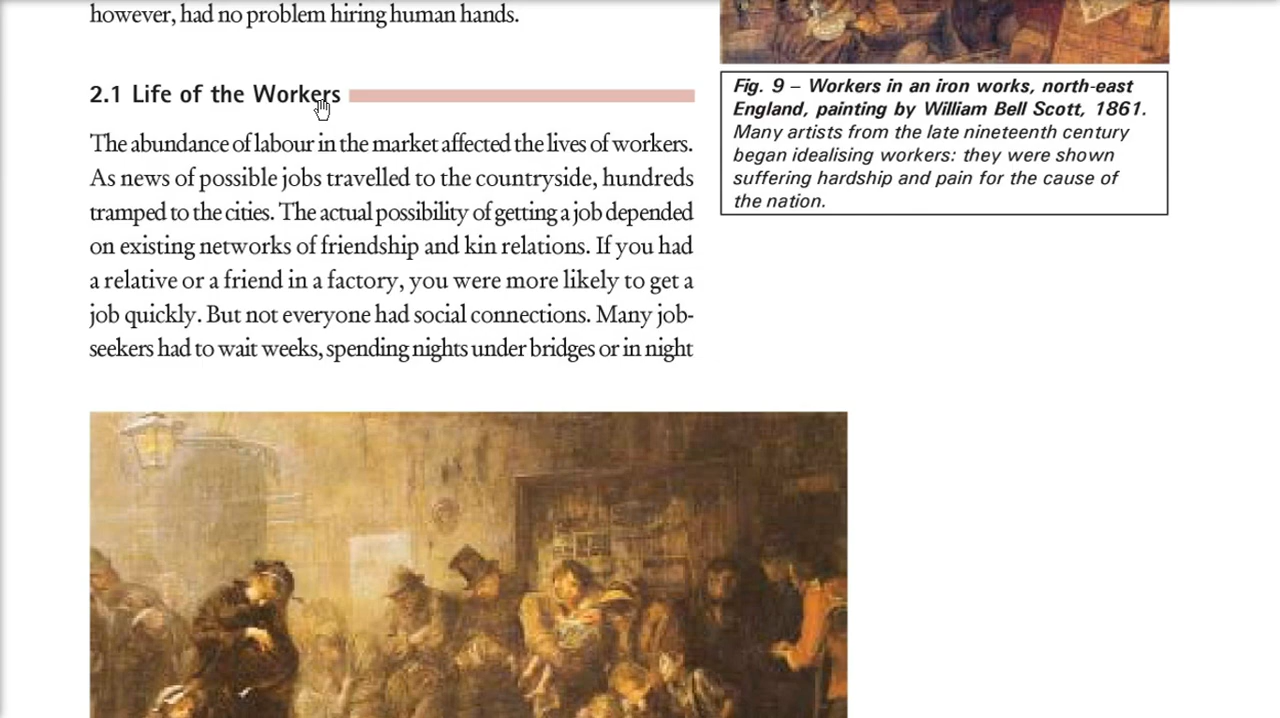 however, had no problem hiring human hands.
2.1 Life of the Workers
The abundance of labour in the market affected the lives of workers.
As news of possible jobs travelled to the countryside, hundreds
tramped to the cities. The actual possibility of getting a job depended
on existing networks of friendship and kin relations. If you had
a relative or a friend in a factory, you were more likely to get a
job quickly. But not everyone had social connections. Many job-
seekers had to wait weeks, spending nights under bridges or in night
Fig. 9 – Workers in an iron works, north-east
England, painting by William Bell Scott, 1861.
Many artists from the late nineteenth century
began idealising workers: they were shown
suffering hardship and pain for the cause of
the nation.